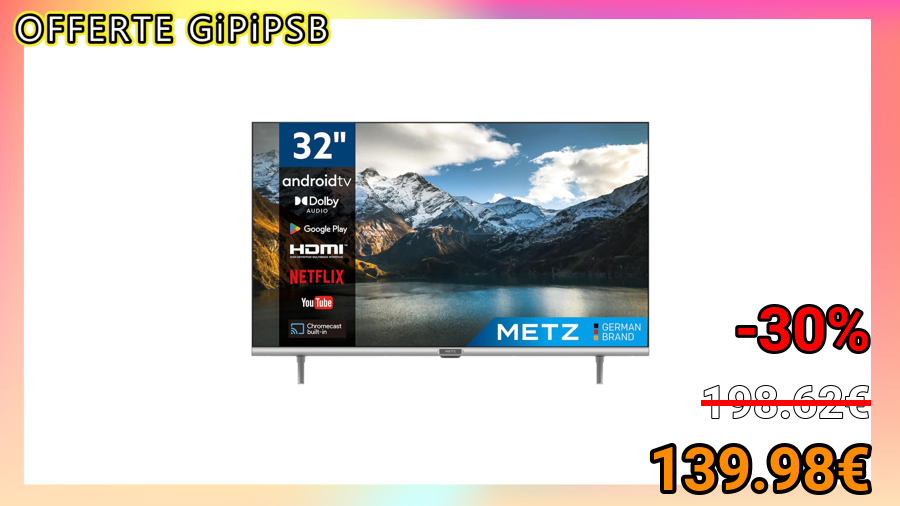 OFFERTE GiPiPSB
32"
androidtv
Dolby
AUDIO
Google Play
HDMI
NETFLIX
YouTube
Chromecast
built-in
METZ
GERMAN
BRAND
METZ
-30%
198.62€
139.98€